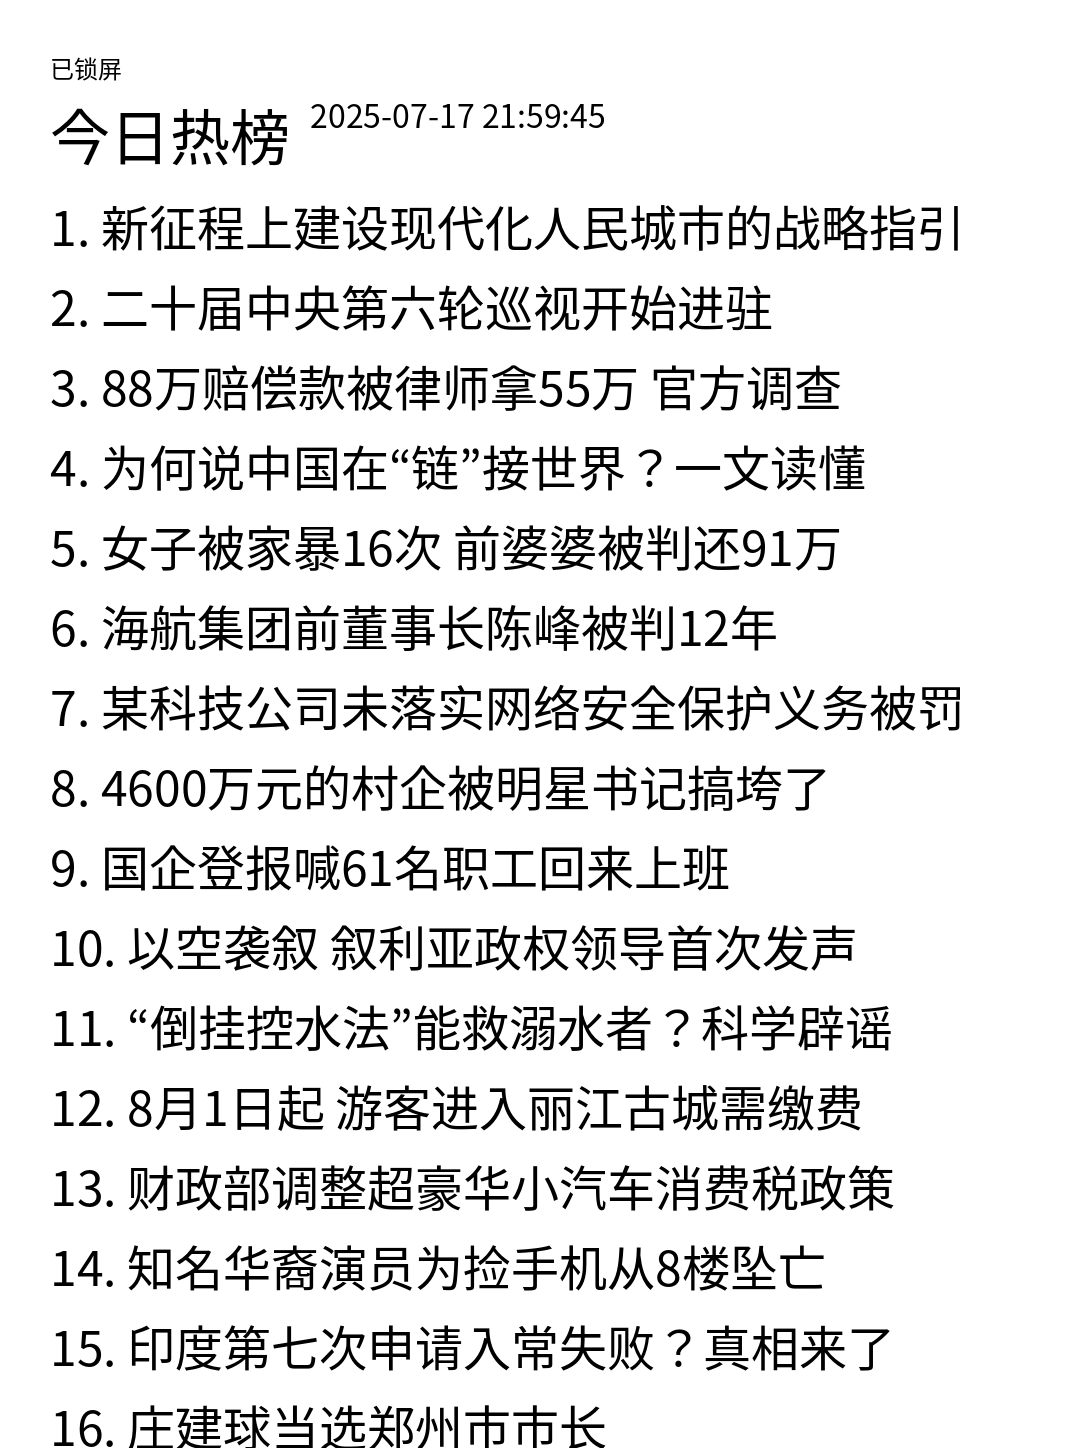 已锁屏
今日热榜 2025-07-17 21:59:45
1. 新征程上建设现代化人民城市的战略指引
2. 二十届中央第六轮巡视开始进驻
3. 88万赔偿款被律师拿55万 官方调查
4. 为何说中国在“链”接世界？一文读懂
5. 女子被家暴16次 前婆婆被判还91万
6. 海航集团前董事长陈峰被判12年
7. 某科技公司未落实网络安全保护义务被罚
8. 4600万元的村企被明星书记搞垮了
9. 国企登报喊61名职工回来上班
10. 以空袭叙 叙利亚政权领导首次发声
11. “倒挂控水法”能救溺水者？科学辟谣
12. 8月1日起 游客进入丽江古城需缴费
13. 财政部调整超豪华小汽车消费税政策
14. 知名华裔演员为捡手机从8楼坠亡
15. 印度第七次申请入常失败？真相来了
16. 庄建球当选郑州市市长